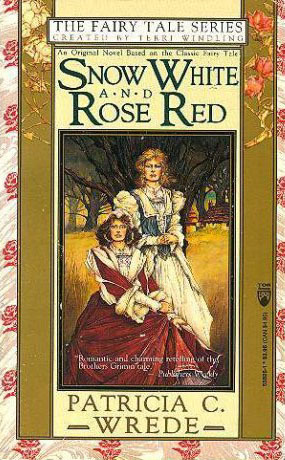 THE FAIRY TALE SERIES
CREATED BY TERRI WINDLING
An Original Novel Based on the Classic Fairy Tale
SNOW WHITE
A•N•D
ROSE RED
"Romantic and charming retelling of the
Brothers Grimm tale."
Publishers Weekly
PATRICIA C.
—WREDE—
TOR